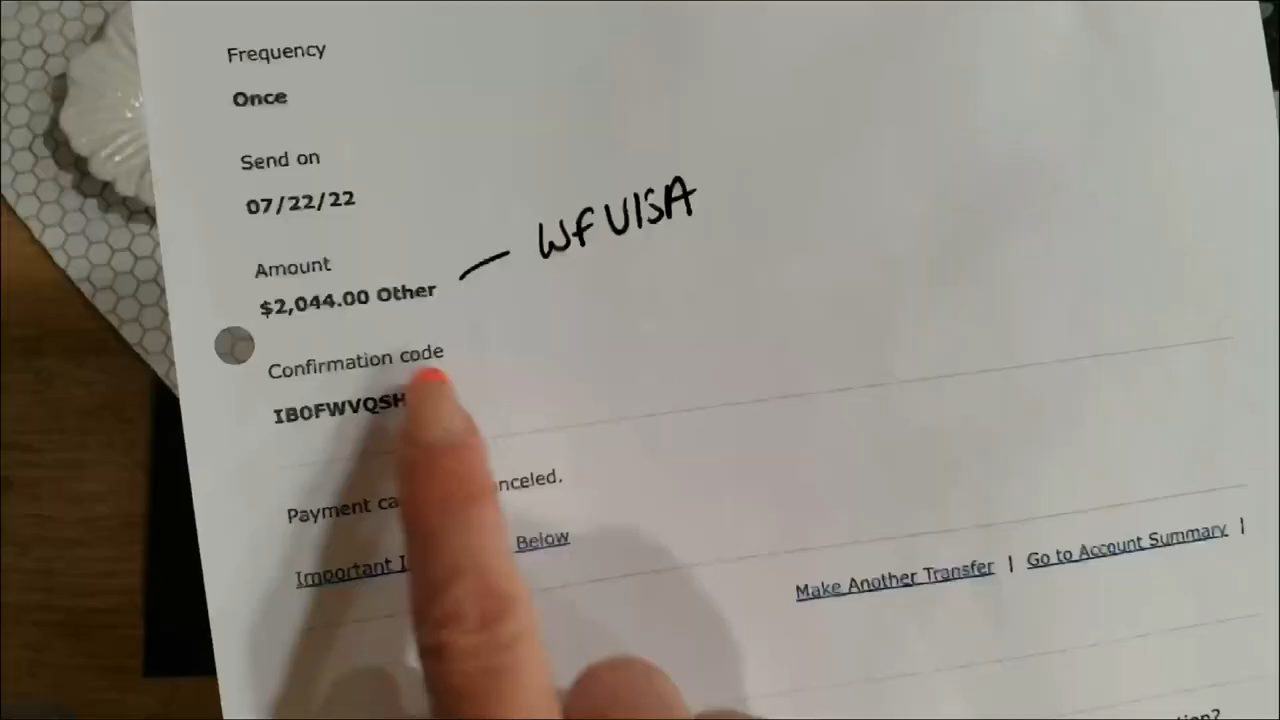 Frequency
Once
Send on
07/22/22
Amount
$2,044.00 Other — WF VISA
Confirmation code
IB0FWVQSH
Payment ca nceled.
Important I Below
Make Another Transfer | Go to Account Summary |